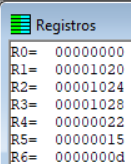 Registros
R0= 00000000
R1= 00001020
R2= 00001024
R3= 00001028
R4= 00000022
R5= 00000015
R6= 0000000d